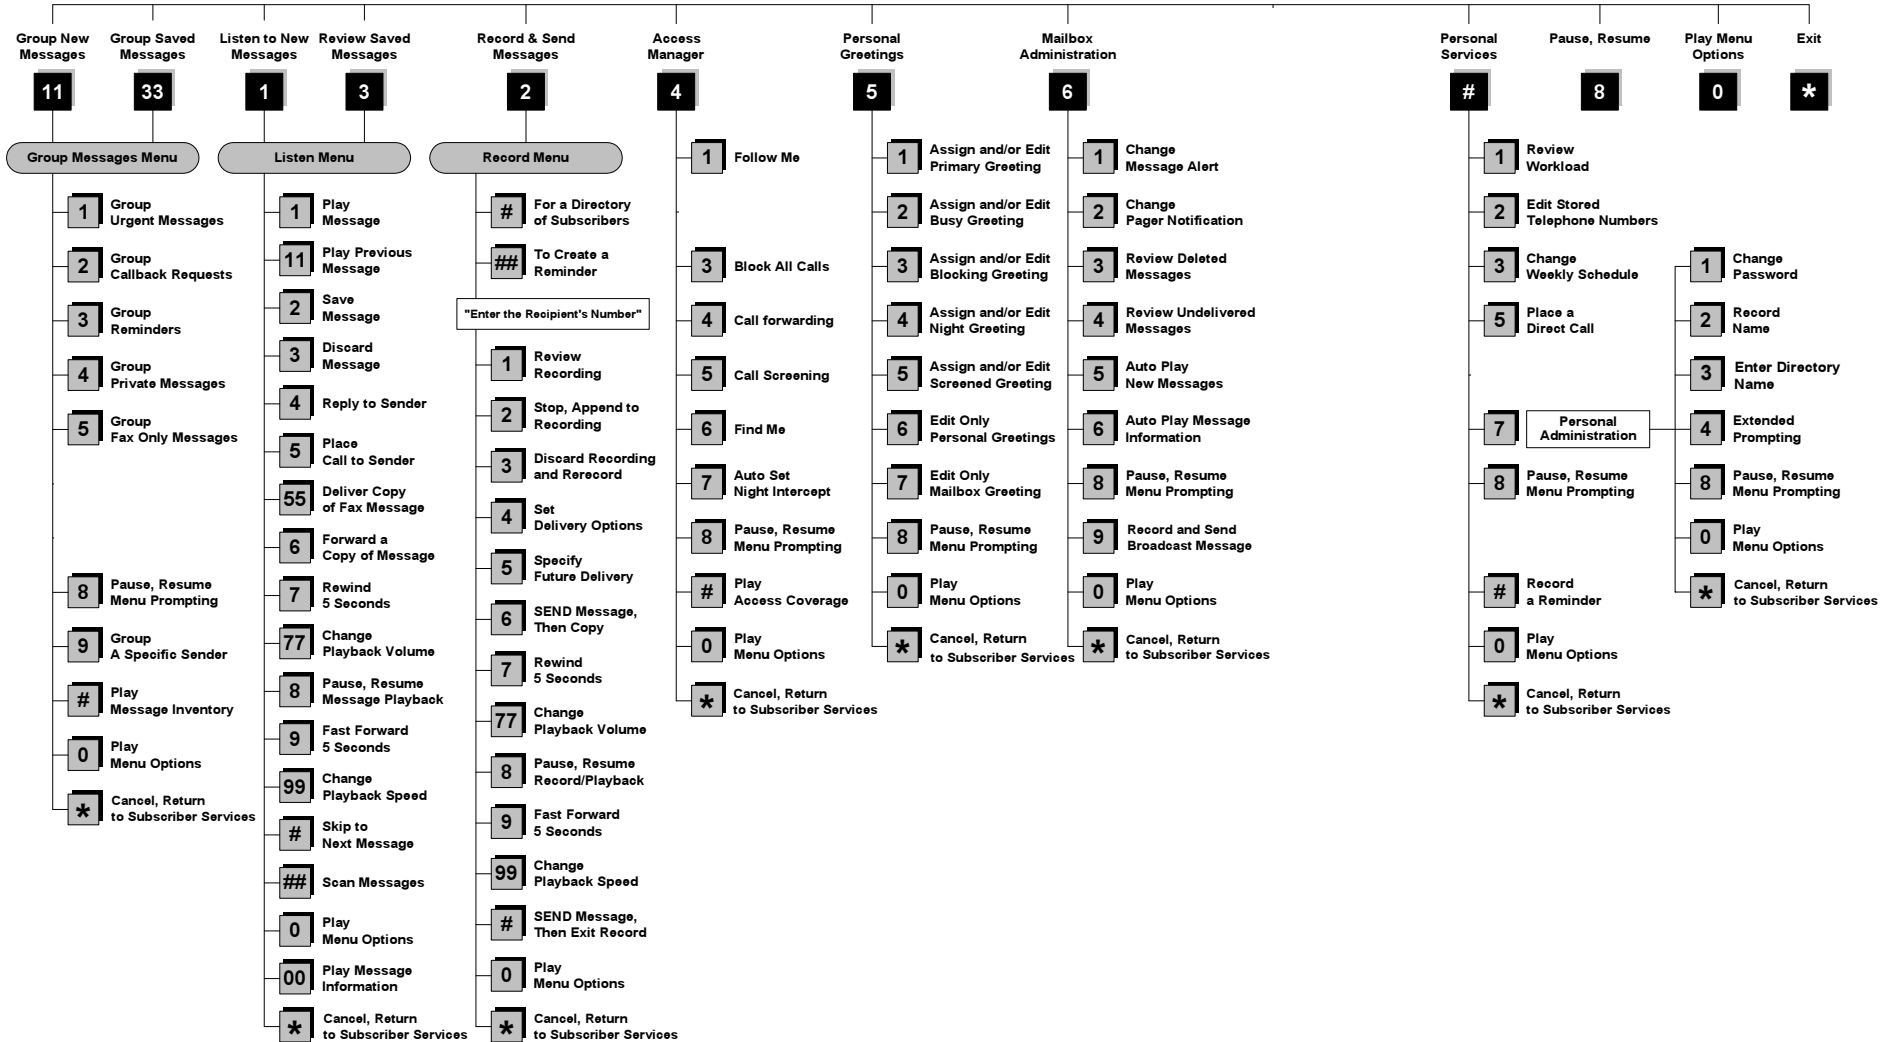 Group New
Messages
11
Group Saved
Messages
33
Listen to New
Messages
1
Review Saved
Messages
3
Record & Send
Messages
2
Access
Manager
4
Personal
Greetings
5
Mailbox
Administration
6
Personal
Services
#
Pause, Resume
8
Play Menu
Options
0
Exit
*
Group Messages Menu
1
Group
Urgent Messages
2
Group
Callback Requests
3
Group
Reminders
4
Group
Private Messages
5
Group
Fax Only Messages
8
Pause, Resume
Menu Prompting
9
Group
A Specific Sender
#
Play
Message Inventory
0
Play
Menu Options
*
Cancel, Return
to Subscriber Services
Listen Menu
1
Play
Message
11
Play Previous
Message
2
Save
Message
3
Discard
Message
4
Reply to Sender
5
Place
Call to Sender
55
Deliver Copy
of Fax Message
6
Forward a
Copy of Message
7
Rewind
5 Seconds
77
Change
Playback Volume
8
Pause, Resume
Message Playback
9
Fast Forward
5 Seconds
99
Change
Playback Speed
#
Skip to
Next Message
##
Scan Messages
0
Play
Menu Options
00
Play Message
Information
*
Cancel, Return
to Subscriber Services
Record Menu
#
For a Directory
of Subscribers
##
To Create a
Reminder
"Enter the Recipient's Number"
1
Review
Recording
2
Stop, Append to
Recording
3
Discard Recording
and Rerecord
4
Set
Delivery Options
5
Specify
Future Delivery
6
SEND Message,
Then Copy
7
Rewind
5 Seconds
77
Change
Playback Volume
8
Pause, Resume
Record/Playback
9
Fast Forward
5 Seconds
99
Change
Playback Speed
#
SEND Message,
Then Exit Record
0
Play
Menu Options
*
Cancel, Return
to Subscriber Services
1
Follow Me
3
Block All Calls
4
Call forwarding
5
Call Screening
6
Find Me
7
Auto Set
Night Intercept
8
Pause, Resume
Menu Prompting
#
Play
Access Coverage
0
Play
Menu Options
*
Cancel, Return
to Subscriber Services
1
Assign and/or Edit
Primary Greeting
2
Assign and/or Edit
Busy Greeting
3
Assign and/or Edit
Blocking Greeting
4
Assign and/or Edit
Night Greeting
5
Assign and/or Edit
Screened Greeting
6
Edit Only
Personal Greetings
7
Edit Only
Mailbox Greeting
8
Pause, Resume
Menu Prompting
0
Play
Menu Options
*
Cancel, Return
to Subscriber Services
1
Change
Message Alert
2
Change
Pager Notification
3
Review Deleted
Messages
4
Review Undelivered
Messages
5
Auto Play
New Messages
6
Auto Play Message
Information
8
Pause, Resume
Menu Prompting
9
Record and Send
Broadcast Message
0
Play
Menu Options
*
Cancel, Return
to Subscriber Services
1
Review
Workload
2
Edit Stored
Telephone Numbers
3
Change
Weekly Schedule
5
Place a
Direct Call
7
Personal
Administration
8
Pause, Resume
Menu Prompting
#
Record
a Reminder
0
Play
Menu Options
*
Cancel, Return
to Subscriber Services
1
Change
Password
2
Record
Name
3
Enter Directory
Name
4
Extended
Prompting
8
Pause, Resume
Menu Prompting
0
Play
Menu Options
*
Cancel, Return
to Subscriber Services